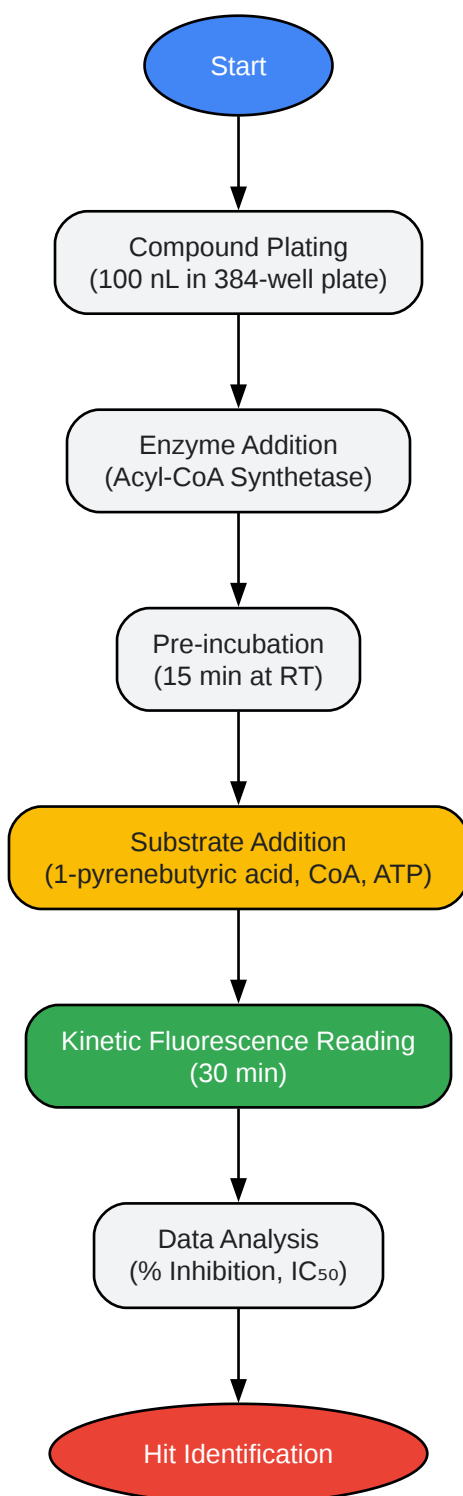 Start
Compound Plating
(100 nL in 384-well plate)
Enzyme Addition
(Acyl-CoA Synthetase)
Pre-incubation
(15 min at RT)
Substrate Addition
(1-pyrenebutyric acid, CoA, ATP)
Kinetic Fluorescence Reading
(30 min)
Data Analysis
(% Inhibition, IC₅₀)
Hit Identification